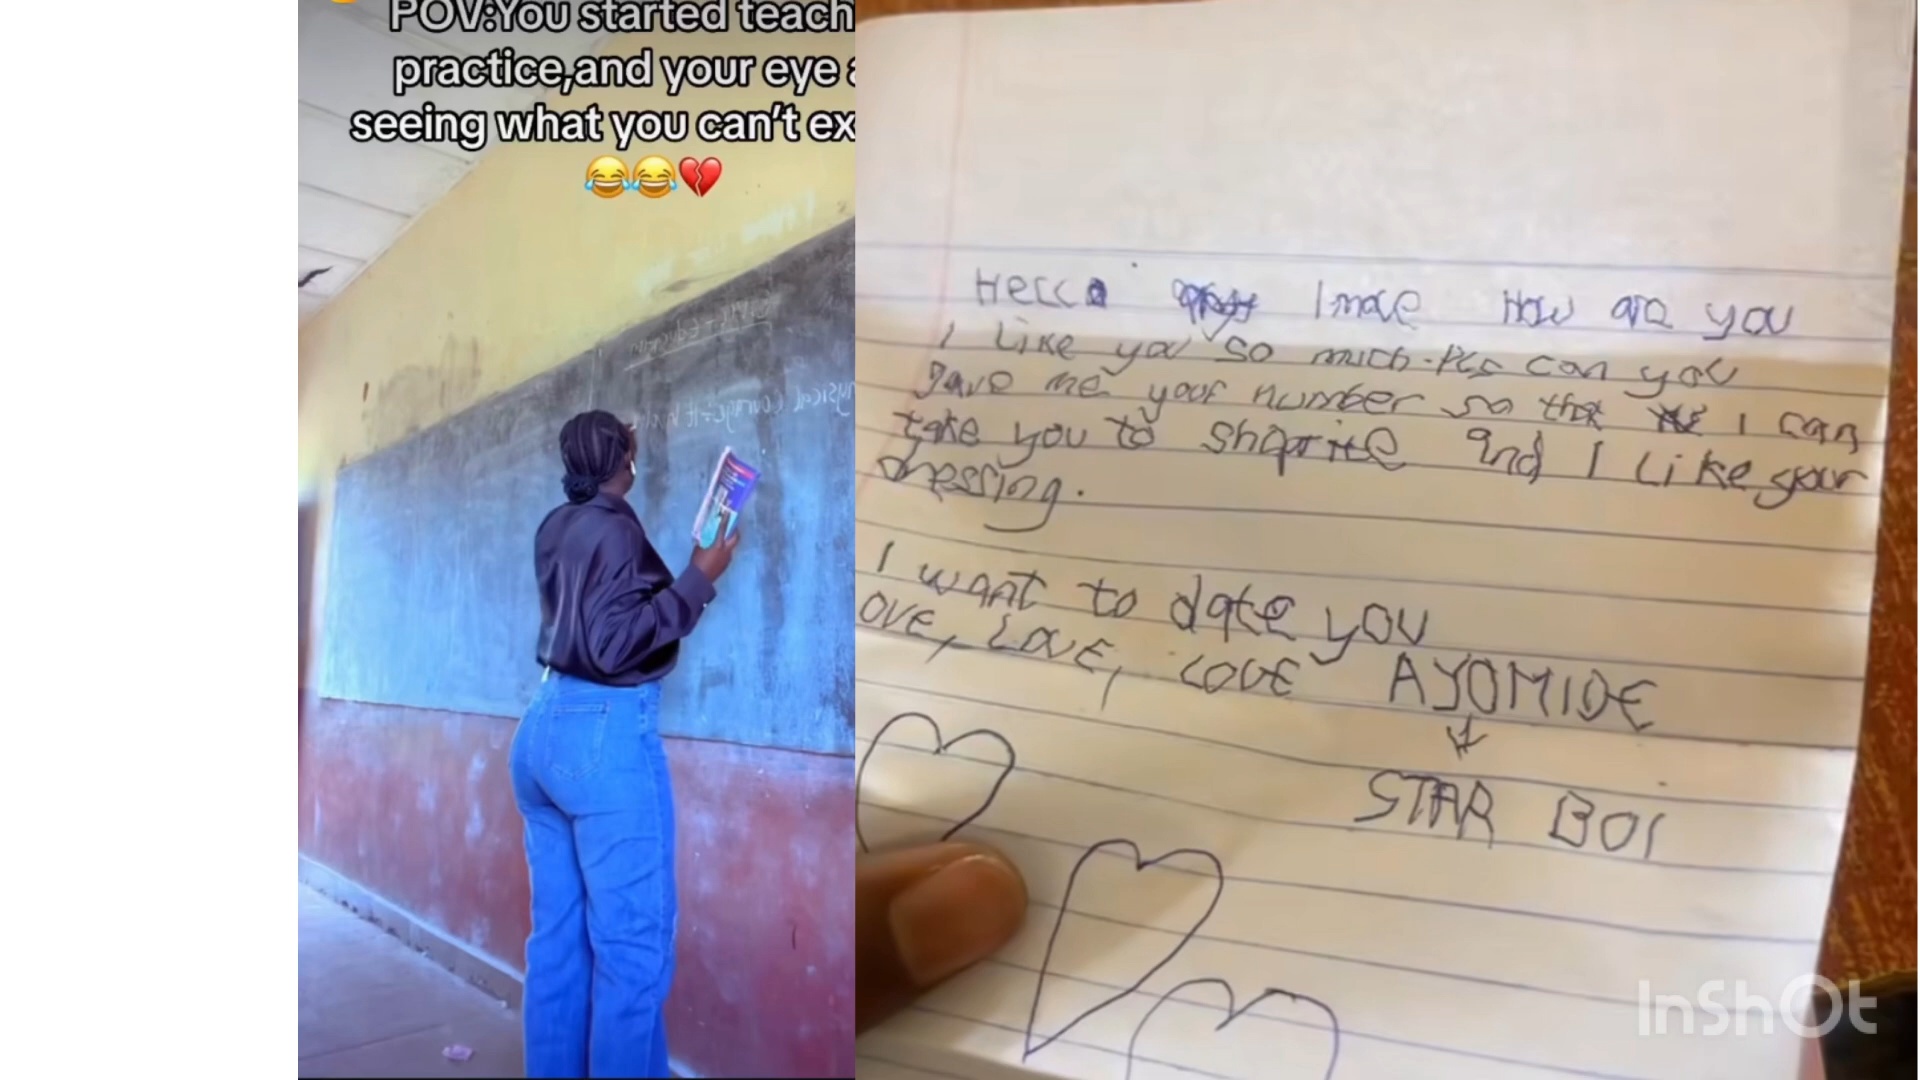 POV:You started teach
practice,and your eye a
seeing what you can't ex
😂😂💔
Hello Imole How are you
I Like you so much. Pls can you
gave me your number so that I can
take you to shoprite and I Like your
dressing.
I want to date you
ove, Love, Love AYOMIDE
STAR BOI
InShOt